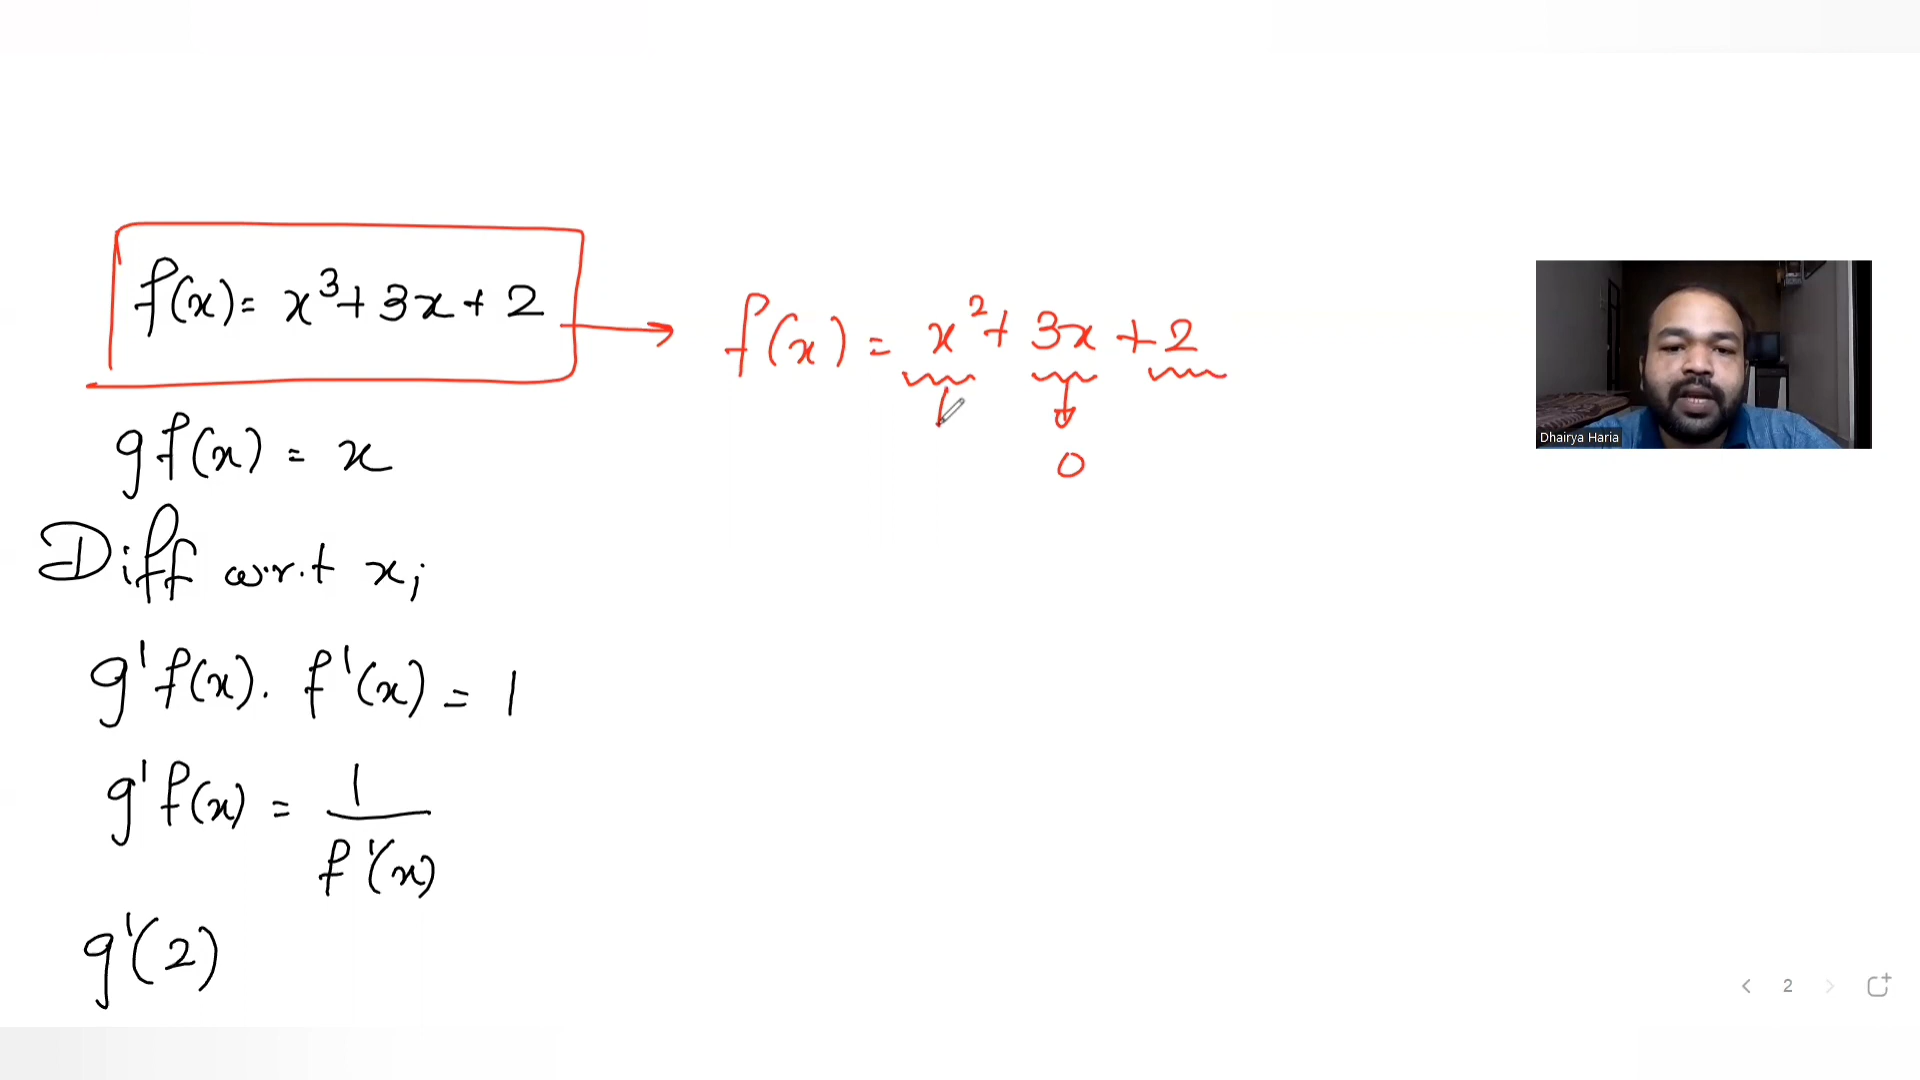 f(x) = x³ + 3x + 2
f(x) = x² + 3x + 2
0
gf(x) = x
Diff w.r.t x;
g'f(x). f'(x) = 1
g'f(x) = 1
f'(x)
g'(2)
Dhairya Haria
< 2 >